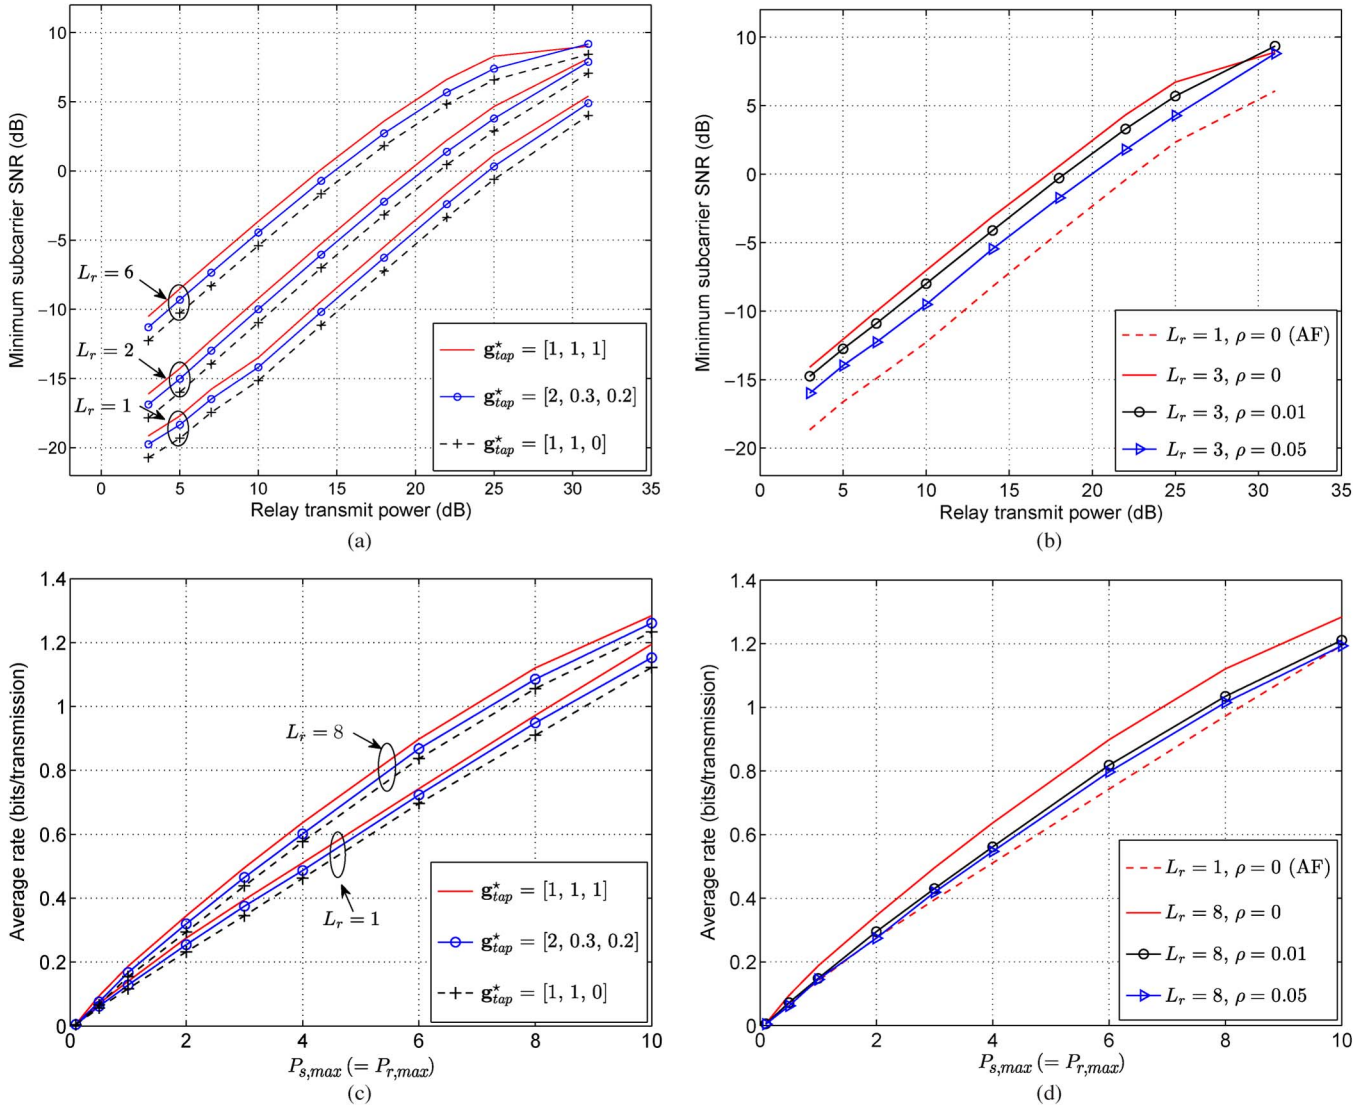 10
5
0
−5
−10
−15
−20
Minimum subcarrier SNR (dB)
L_r = 6
L_r = 2
L_r = 1
g*_tap = [1, 1, 1]
g*_tap = [2, 0.3, 0.2]
g*_tap = [1, 1, 0]
0 5 10 15 20 25 30 35
Relay transmit power (dB)
(a)
10
5
0
−5
−10
−15
−20
Minimum subcarrier SNR (dB)
L_r = 1, ρ = 0 (AF)
L_r = 3, ρ = 0
L_r = 3, ρ = 0.01
L_r = 3, ρ = 0.05
0 5 10 15 20 25 30 35
Relay transmit power (dB)
(b)
1.4
1.2
1
0.8
0.6
0.4
0.2
0
Average rate (bits/transmission)
L_r = 8
L_r = 1
g*_tap = [1, 1, 1]
g*_tap = [2, 0.3, 0.2]
g*_tap = [1, 1, 0]
0 2 4 6 8 10
P_s,max (= P_r,max)
(c)
1.4
1.2
1
0.8
0.6
0.4
0.2
0
Average rate (bits/transmission)
L_r = 1, ρ = 0 (AF)
L_r = 8, ρ = 0
L_r = 8, ρ = 0.01
L_r = 8, ρ = 0.05
0 2 4 6 8 10
P_s,max (= P_r,max)
(d)